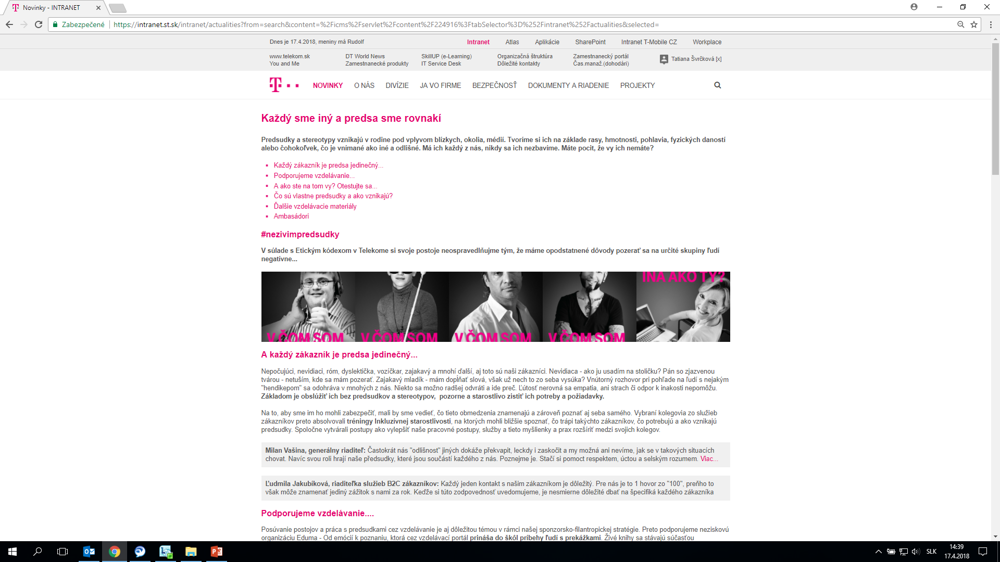 Novinky - INTRANET
Zabezpečené
https://intranet.st.sk/intranet/actualities?from=search&content=%2Ficms%2Fservlet%2Fcontent%2F224916%3FtabSelector%3D%252Fintranet%252Factualities&selected=
Dnes je 17.4.2018, meniny má Rudolf
Intranet Atlas Aplikácie SharePoint Intranet T-Mobile CZ Workplace
www.telekom.sk DT World News SkillUP (e-Learning) Organizačná štruktúra Zamestnanecký portál
You and Me Zamestnanecké produkty IT Service Desk Dôležité kontakty Čas.manaž.(dohodári)
Tatiana Švrčková [x]
T
NOVINKY O NÁS DIVÍZIE JA VO FIRME BEZPEČNOSŤ DOKUMENTY A RIADENIE PROJEKTY
Každý sme iný a predsa sme rovnakí
Predsudky a stereotypy vznikajú v rodine pod vplyvom blízkych, okolia, médií. Tvoríme si ich na základe rasy, hmotnosti, pohlavia, fyzických daností
alebo čohokoľvek, čo je vnímané ako iné a odlišné. Má ich každý z nás, nikdy sa ich nezbavíme. Máte pocit, že vy ich nemáte?
Každý zákazník je predsa jedinečný...
Podporujeme vzdelávanie...
A ako ste na tom vy? Otestujte sa...
Čo sú vlastne predsudky a ako vznikajú?
Ďalšie vzdelávacie materiály
Ambasádori
#nezivimpredsudky
V súlade s Etickým kódexom v Telekome si svoje postoje neospravedlňujme tým, že máme opodstatnené dôvody pozerať sa na určité skupiny ľudí
negatívne...
INÁ AKO TY?
V ČOM SOM V ČOM SOM V ČOM SOM V ČOM SOM
A každý zákazník je predsa jedinečný...
Nepočujúci, nevidiaci, róm, dyslektička, vozíčkar, zajakavý a mnohí ďalší, aj toto sú naši zákazníci. Nevidiaca - ako ju usadím na stoličku? Pán so zjazvenou
tvárou - netuším, kde sa mám pozerať. Zajakavý mladík - mám dopĺňať slová, však už nech to zo seba vysúka? Vnútorný rozhovor pri pohľade na ľudí s nejakým
"hendikepom" sa odohráva v mnohých z nás. Niekto sa možno radšej odvráti a ide preč. Ľútosť nerovná sa empatia, ani strach či odpor k inakosti nepomôžu.
Základom je obslúžiť ich bez predsudkov a stereotypov, pozorne a starostlivo zistiť ich potreby a požiadavky.
Na to, aby sme im ho mohli zabezpečiť, mali by sme vedieť, čo tieto obmedzenia znamenajú a zároveň poznať aj seba samého. Vybraní kolegovia zo služieb
zákazníkov preto absolvovali tréningy Inkluzívnej starostlivosti, na ktorých mohli bližšie spoznať, čo trápi takýchto zákazníkov, čo potrebujú a ako vznikajú
predsudky. Spoločne vytvárali postupy ako vylepšiť naše pracovné postupy, služby a tieto myšlienky a prax rozšíriť medzi svojich kolegov.
Milan Vašina, generálny riaditeľ: Častokrát nás "odlišnost" jiných dokáže překvapit, leckdy i zaskočit a my možná ani nevíme, jak se v takových situacích
chovat. Navíc svou roli hrají naše předsudky, které jsou součástí každého z nás. Poznejme je. Stačí si pomoct respektem, úctou a selským rozumem. Viac...
Ľudmila Jakubíková, riaditeľka služieb B2C zákazníkov: Každý jeden kontakt s našim zákazníkom je dôležitý. Pre nás je to 1 hovor zo "100", preňho to
však môže znamenať jediný zážitok s nami za rok. Keďže si túto zodpovednosť uvedomujeme, je nesmierne dôležité dbať na špecifiká každého zákazníka
Podporujeme vzdelávanie....
Posúvanie postojov a práca s predsudkami cez vzdelávanie je aj dôležitou témou v rámci našej sponzorsko-filantropickej stratégie. Preto podporujeme neziskovú
organizáciu Eduma - Od emócií k poznaniu, ktorá cez vzdelávací portál prináša do škôl príbehy ľudí s prekážkami. Živé knihy sa stávajú súčasťou
SLK
14:39
17.4.2018